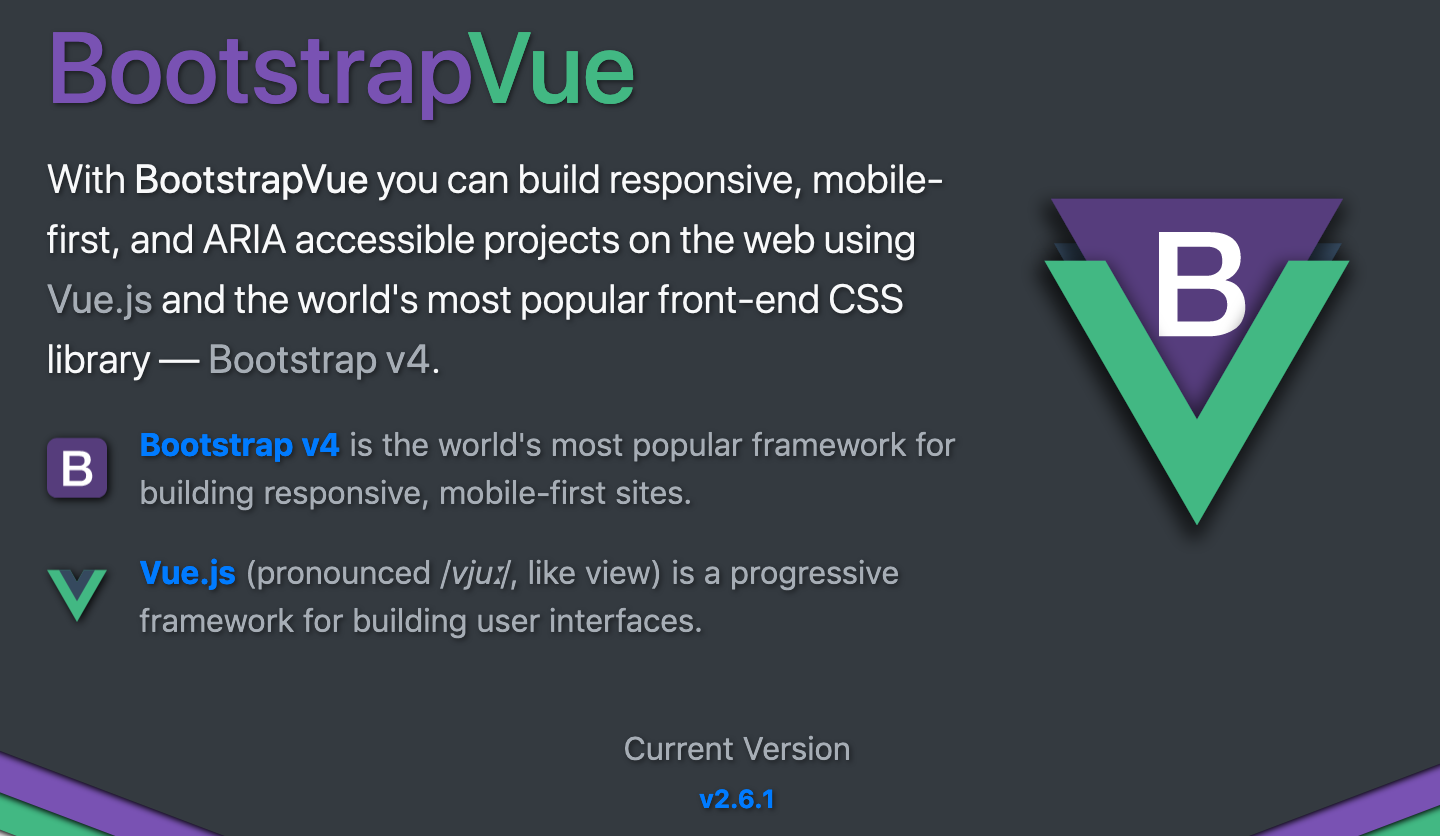 BootstrapVue
With BootstrapVue you can build responsive, mobile-
first, and ARIA accessible projects on the web using
Vue.js and the world's most popular front-end CSS
library — Bootstrap v4.
B
B
Bootstrap v4 is the world's most popular framework for
building responsive, mobile-first sites.
Vue.js (pronounced /vjuː/, like view) is a progressive
framework for building user interfaces.
Current Version
v2.6.1